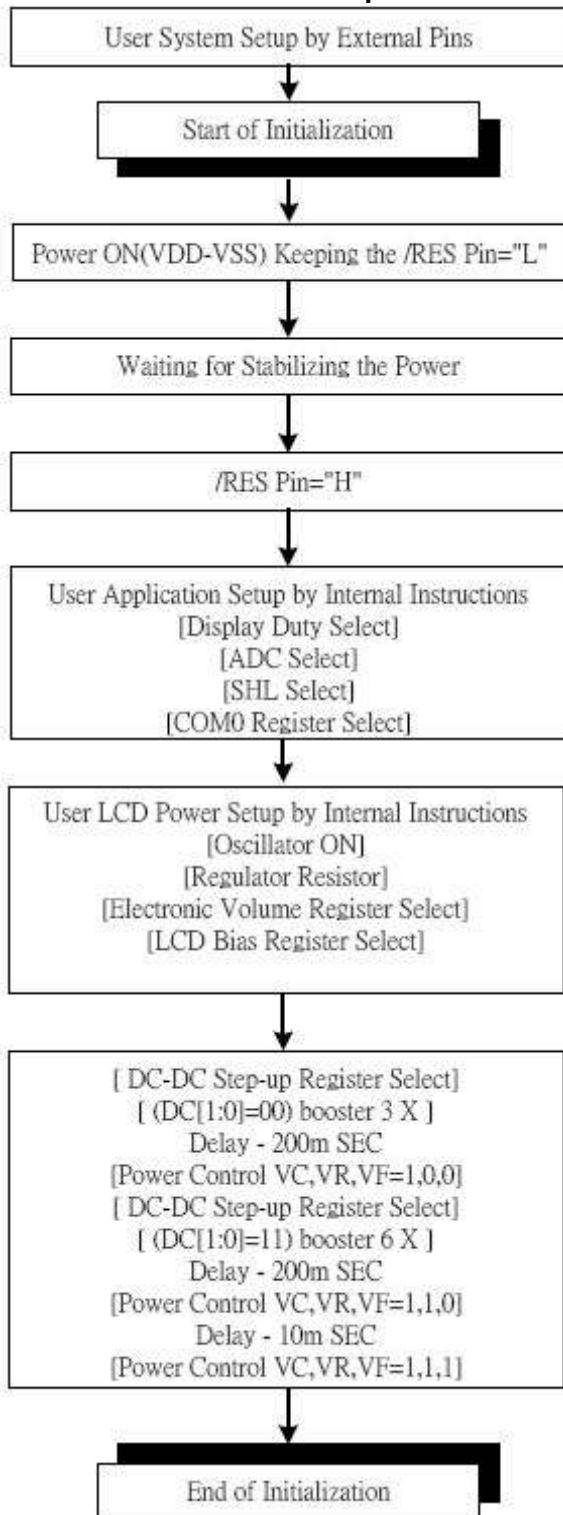 User System Setup by External Pins
Start of Initialization
Power ON(VDD-VSS) Keeping the /RES Pin="L"
Waiting for Stabilizing the Power
/RES Pin="H"
User Application Setup by Internal Instructions
[Display Duty Select]
[ADC Select]
[SHL Select]
[COM0 Register Select]
User LCD Power Setup by Internal Instructions
[Oscillator ON]
[Regulator Resistor]
[Electronic Volume Register Select]
[LCD Bias Register Select]
[ DC-DC Step-up Register Select]
[ (DC[1:0]=00) booster 3 X ]
Delay - 200m SEC
[Power Control VC,VR,VF=1,0,0]
[ DC-DC Step-up Register Select]
[ (DC[1:0]=11) booster 6 X ]
Delay - 200m SEC
[Power Control VC,VR,VF=1,1,0]
Delay - 10m SEC
[Power Control VC,VR,VF=1,1,1]
End of Initialization